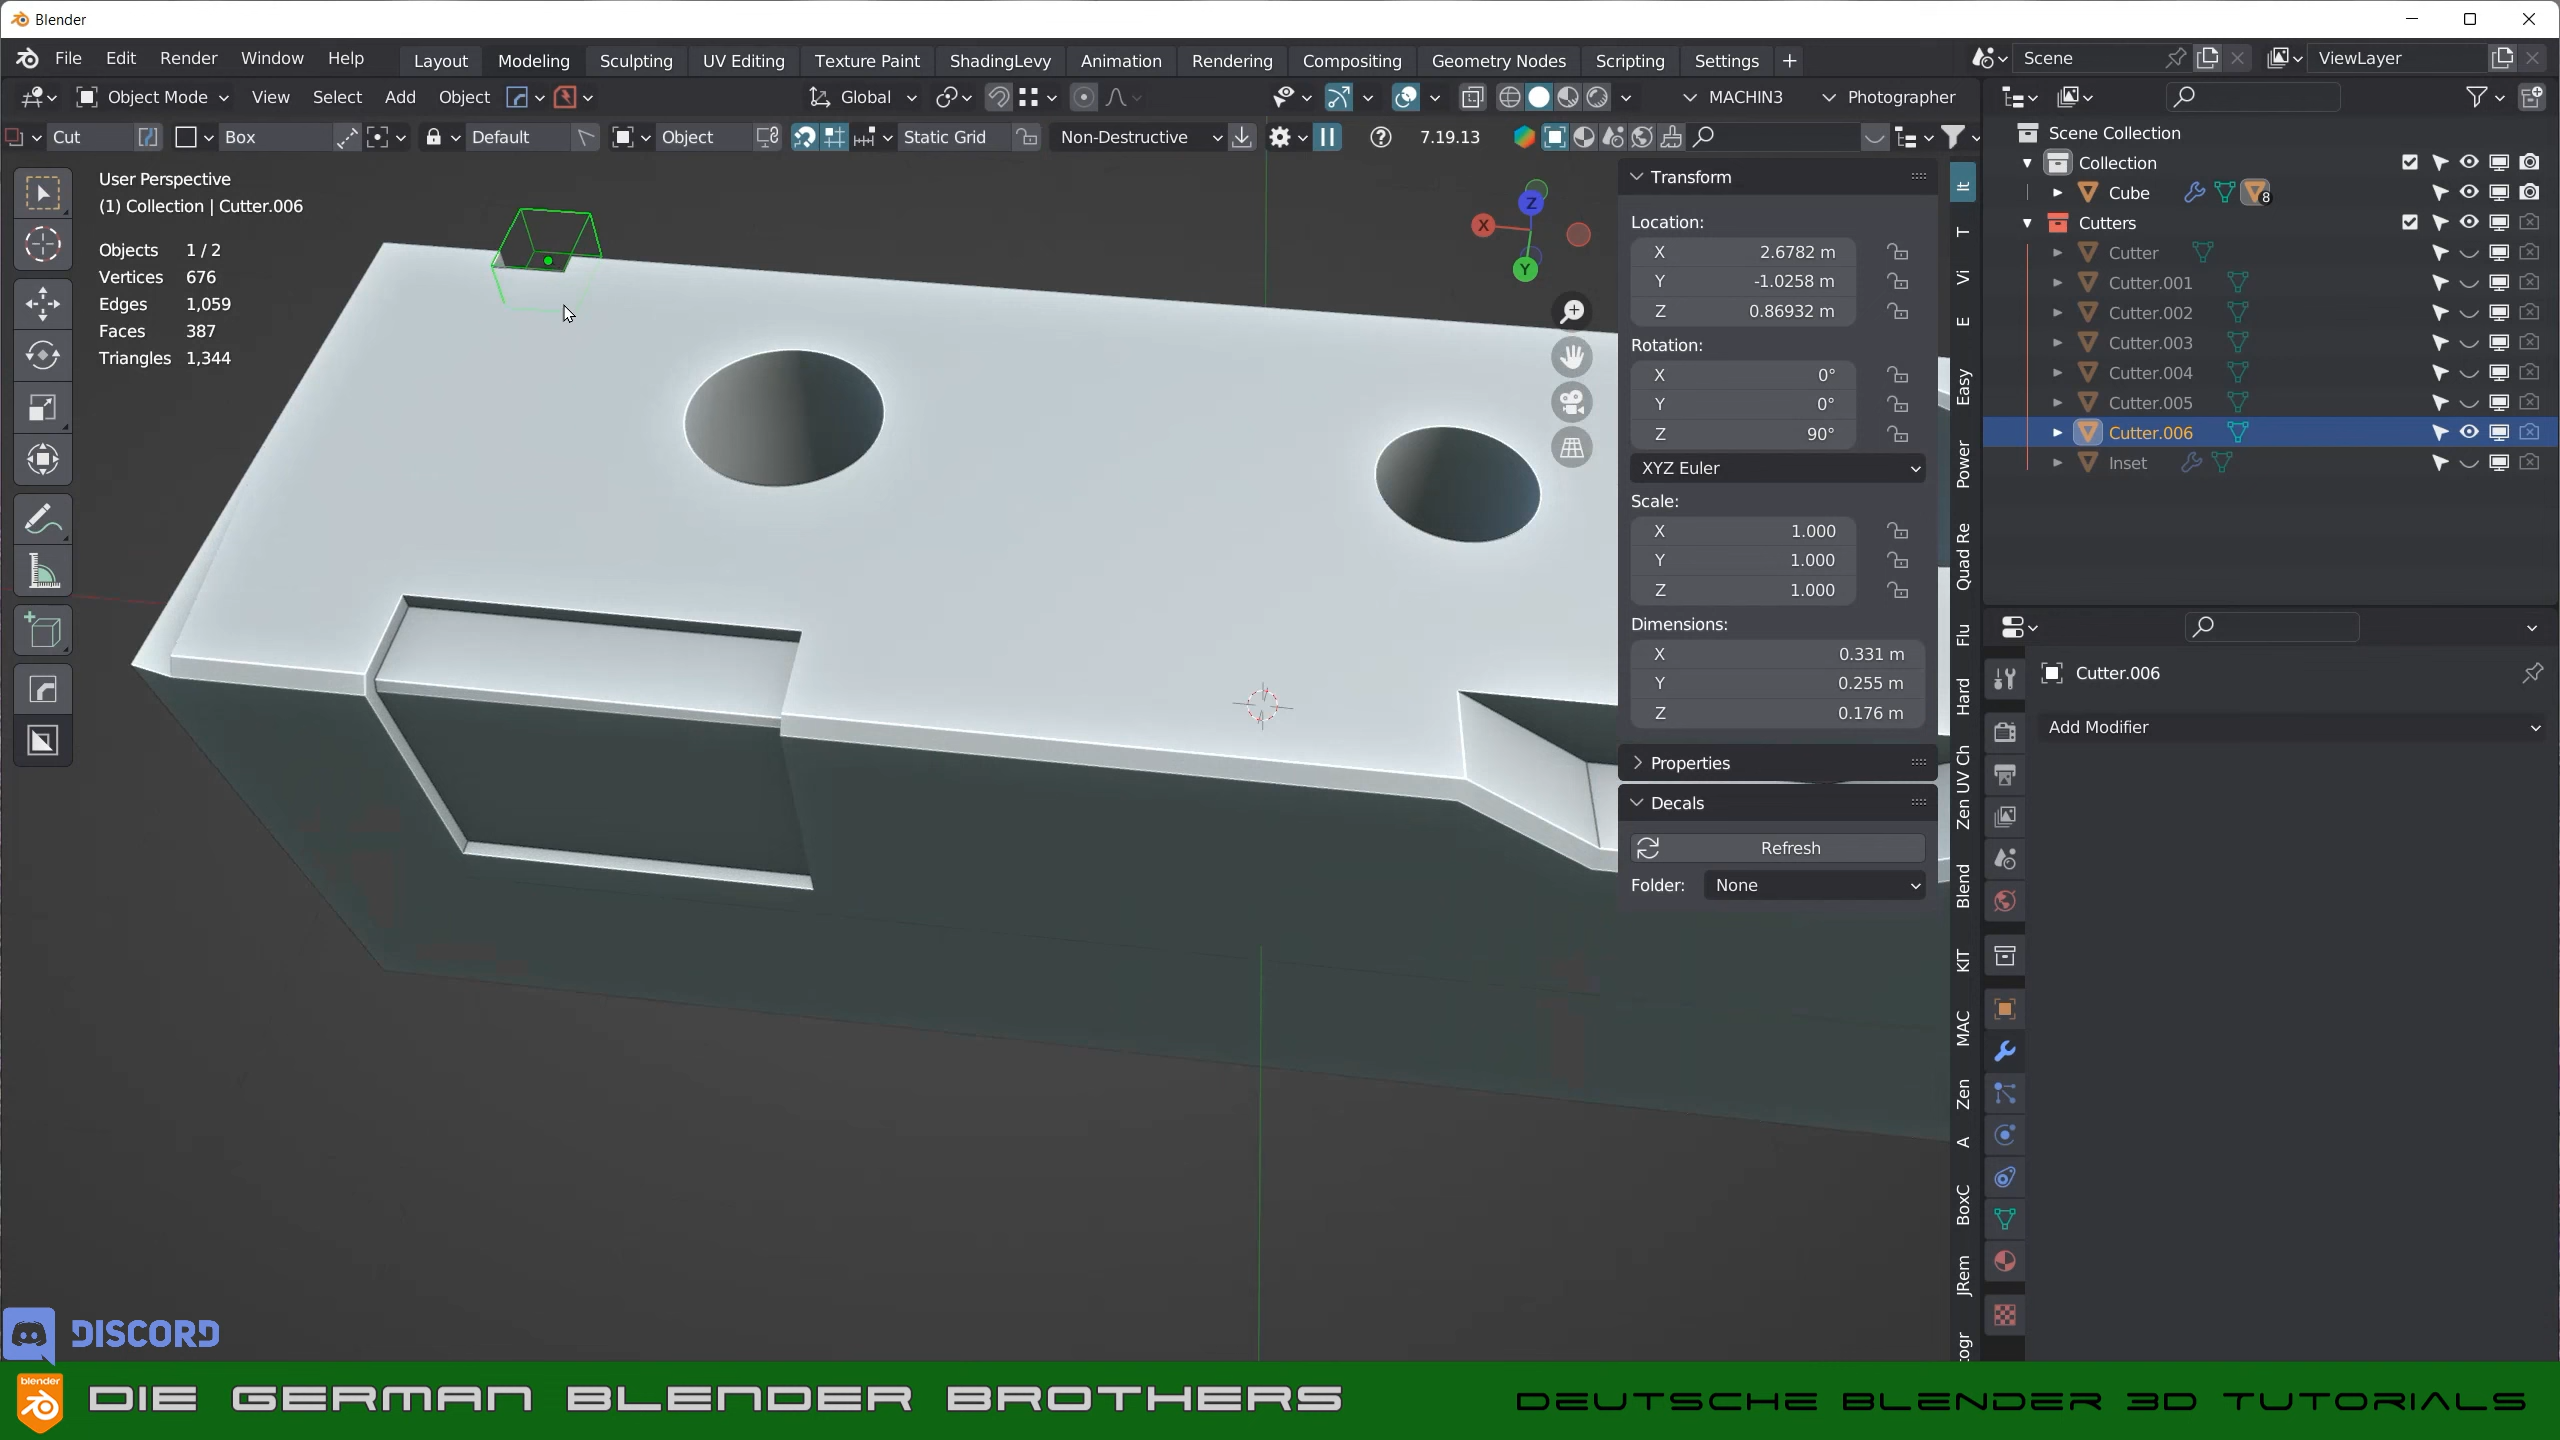 Blender
File Edit Render Window Help Layout Modeling Sculpting UV Editing Texture Paint ShadingLevy Animation Rendering Compositing Geometry Nodes Scripting Settings + Scene ViewLayer
Object Mode View Select Add Object Global MACHIN3 Photographer
Cut Box Default Object Static Grid Non-Destructive 7.19.13
User Perspective
(1) Collection | Cutter.006
Objects 1 / 2
Vertices 676
Edges 1,059
Faces 387
Triangles 1,344
X
Z
Y
Transform
Location:
X 2.6782 m
Y -1.0258 m
Z 0.86932 m
Rotation:
X 0°
Y 0°
Z 90°
XYZ Euler
Scale:
X 1.000
Y 1.000
Z 1.000
Dimensions:
X 0.331 m
Y 0.255 m
Z 0.176 m
Properties
Decals
Refresh
Folder: None
It
T
Vi
E
Easy
Power
Quad Re
Flu
Hard
Zen UV Ch
Blend
KIT
MAC
Zen
A
BoxC
JRem
Scene Collection
Collection
Cube 8
Cutters
Cutter
Cutter.001
Cutter.002
Cutter.003
Cutter.004
Cutter.005
Cutter.006
Inset
Cutter.006
Add Modifier
DISCORD
blender
DIE GERMAN BLENDER BROTHERS
DEUTSCHE BLENDER 3D TUTORIALS